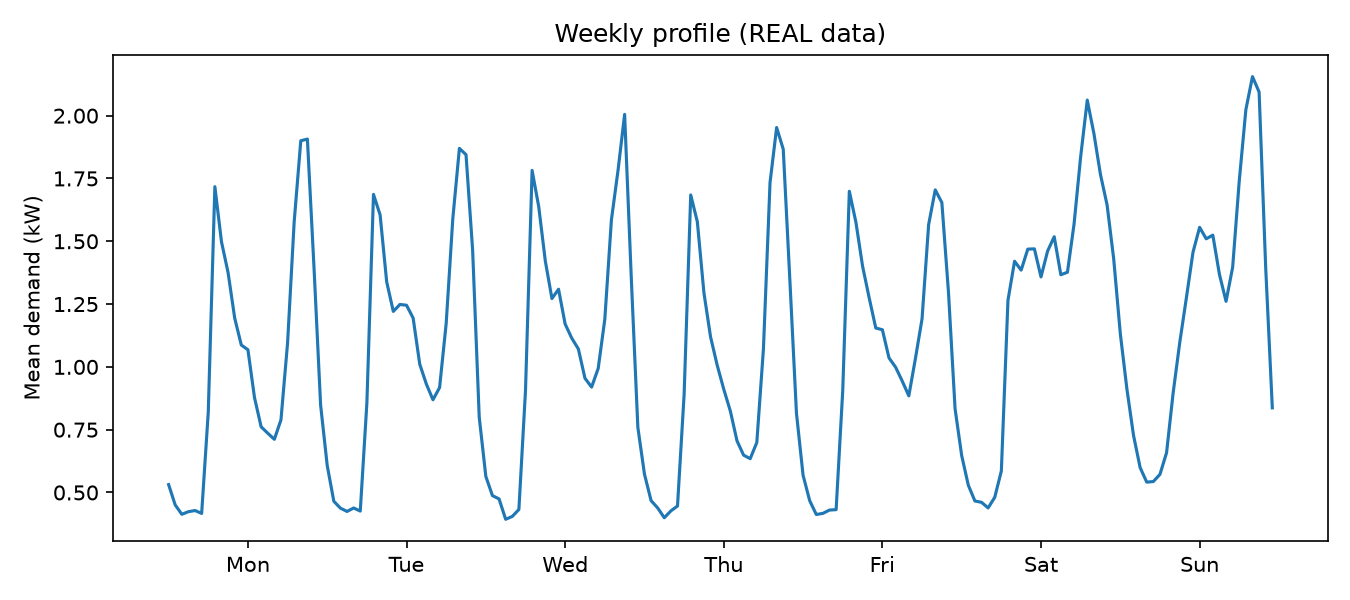 Weekly profile (REAL data)
Mean demand (kW)
2.00
1.75
1.50
1.25
1.00
0.75
0.50
Mon Tue Wed Thu Fri Sat Sun